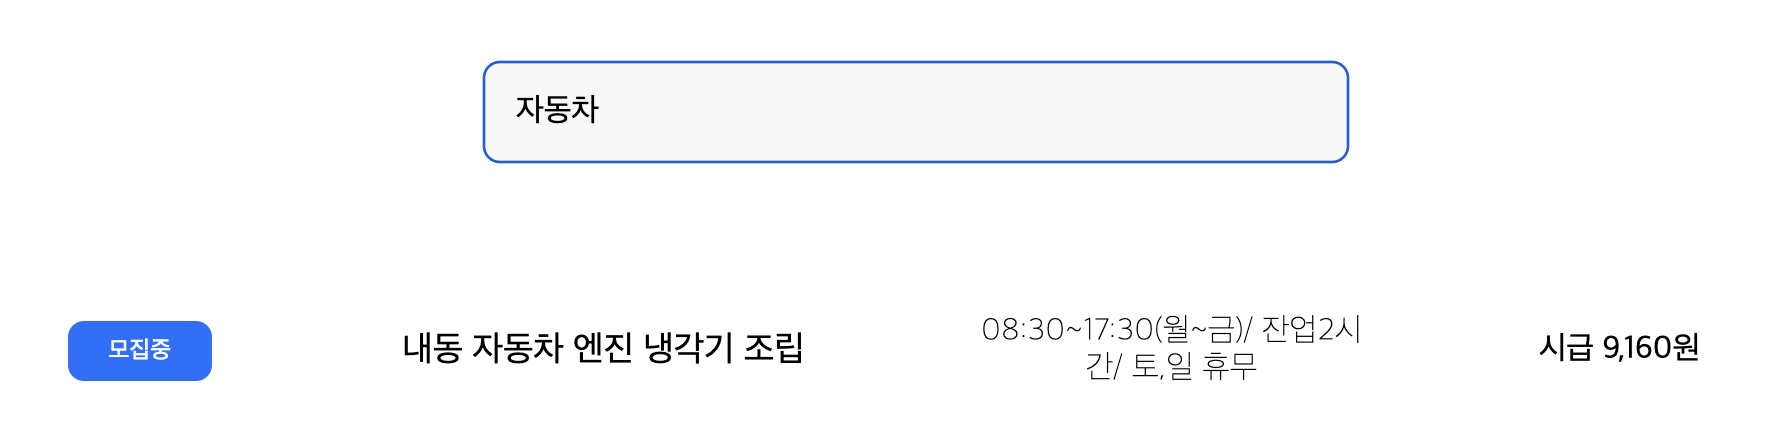 자동차
모집중
내동 자동차 엔진 냉각기 조립
08:30~17:30(월~금)/ 잔업2시
간/ 토,일 휴무
시급 9,160원